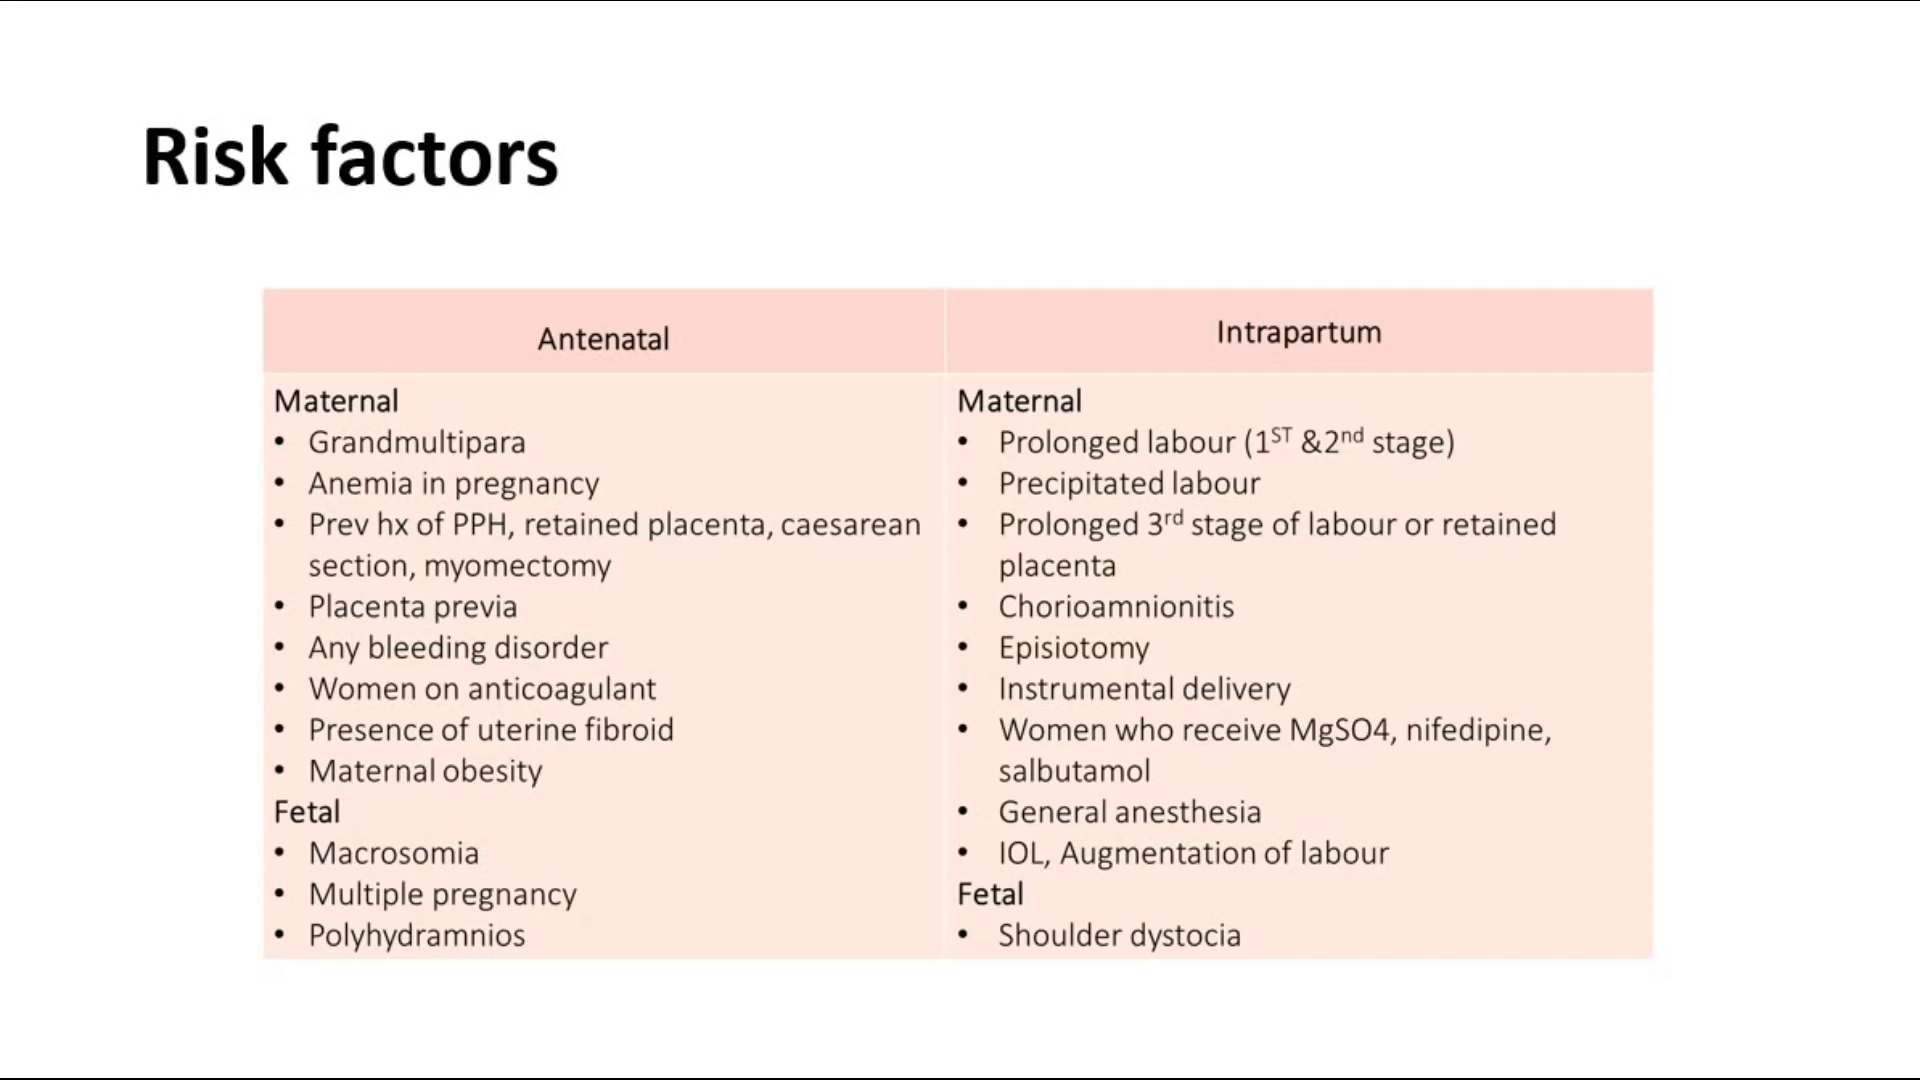 Risk factors
Antenatal
Intrapartum
Maternal
• Grandmultipara
• Anemia in pregnancy
• Prev hx of PPH, retained placenta, caesarean
section, myomectomy
• Placenta previa
• Any bleeding disorder
• Women on anticoagulant
• Presence of uterine fibroid
• Maternal obesity
Fetal
• Macrosomia
• Multiple pregnancy
• Polyhydramnios
Maternal
• Prolonged labour (1ST &2nd stage)
• Precipitated labour
• Prolonged 3rd stage of labour or retained
placenta
• Chorioamnionitis
• Episiotomy
• Instrumental delivery
• Women who receive MgSO4, nifedipine,
salbutamol
• General anesthesia
• IOL, Augmentation of labour
Fetal
• Shoulder dystocia